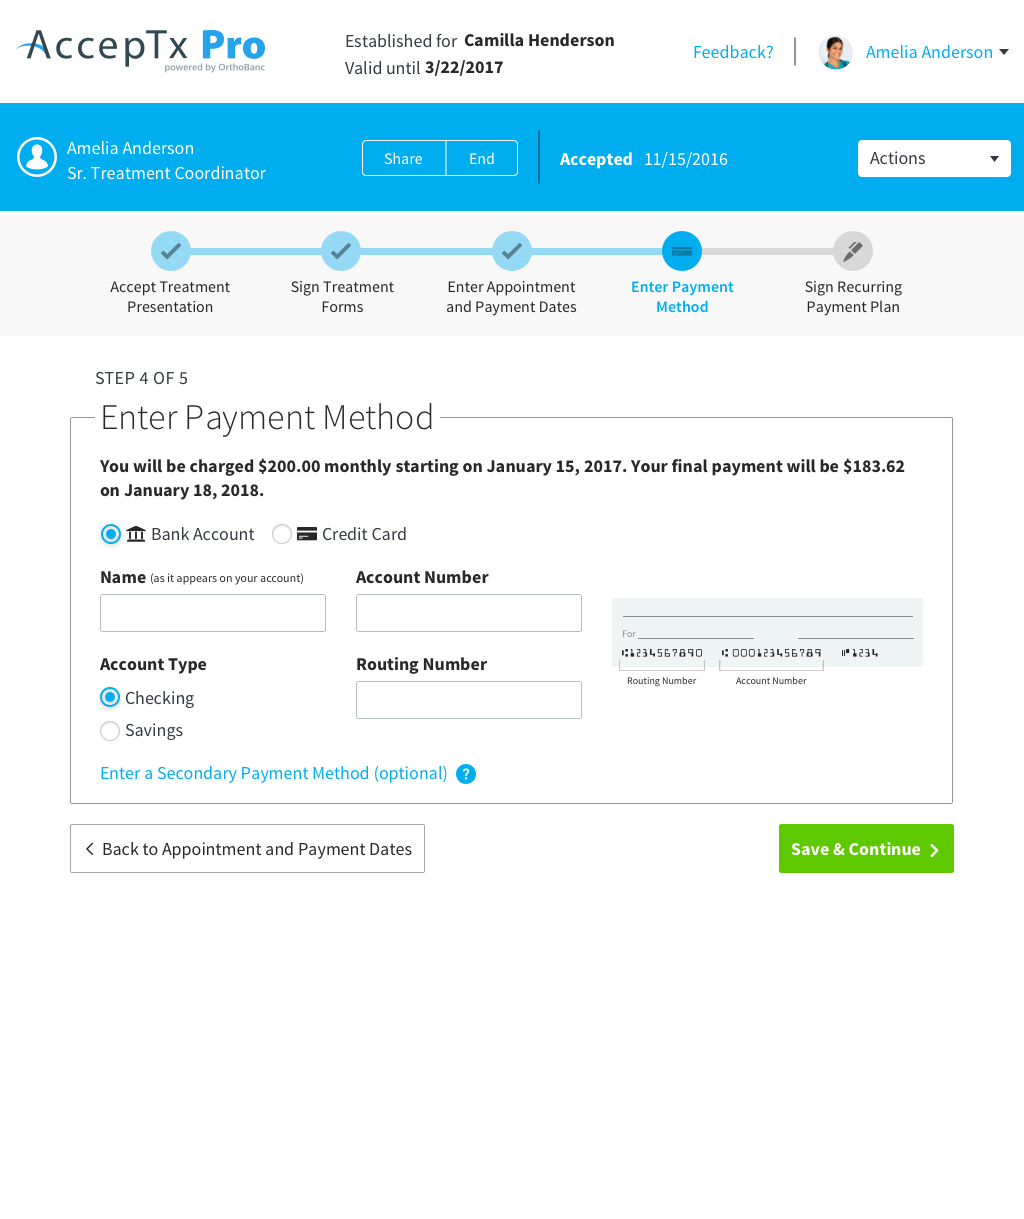 AccepTx Pro
powered by OrthoBanc
Established for Camilla Henderson
Valid until 3/22/2017
Feedback?
Amelia Anderson
Amelia Anderson
Sr. Treatment Coordinator
Share
End
Accepted 11/15/2016
Actions
Accept Treatment
Presentation
Sign Treatment
Forms
Enter Appointment
and Payment Dates
Enter Payment
Method
Sign Recurring
Payment Plan
STEP 4 OF 5
Enter Payment Method
You will be charged $200.00 monthly starting on January 15, 2017. Your final payment will be $183.62
on January 18, 2018.
Bank Account
Credit Card
Name (as it appears on your account)
Account Number
For
⑆1234567890 ⑆000123456789 ⑈1234
Routing Number
Account Number
Account Type
Routing Number
Checking
Savings
Enter a Secondary Payment Method (optional) ?
Back to Appointment and Payment Dates
Save & Continue